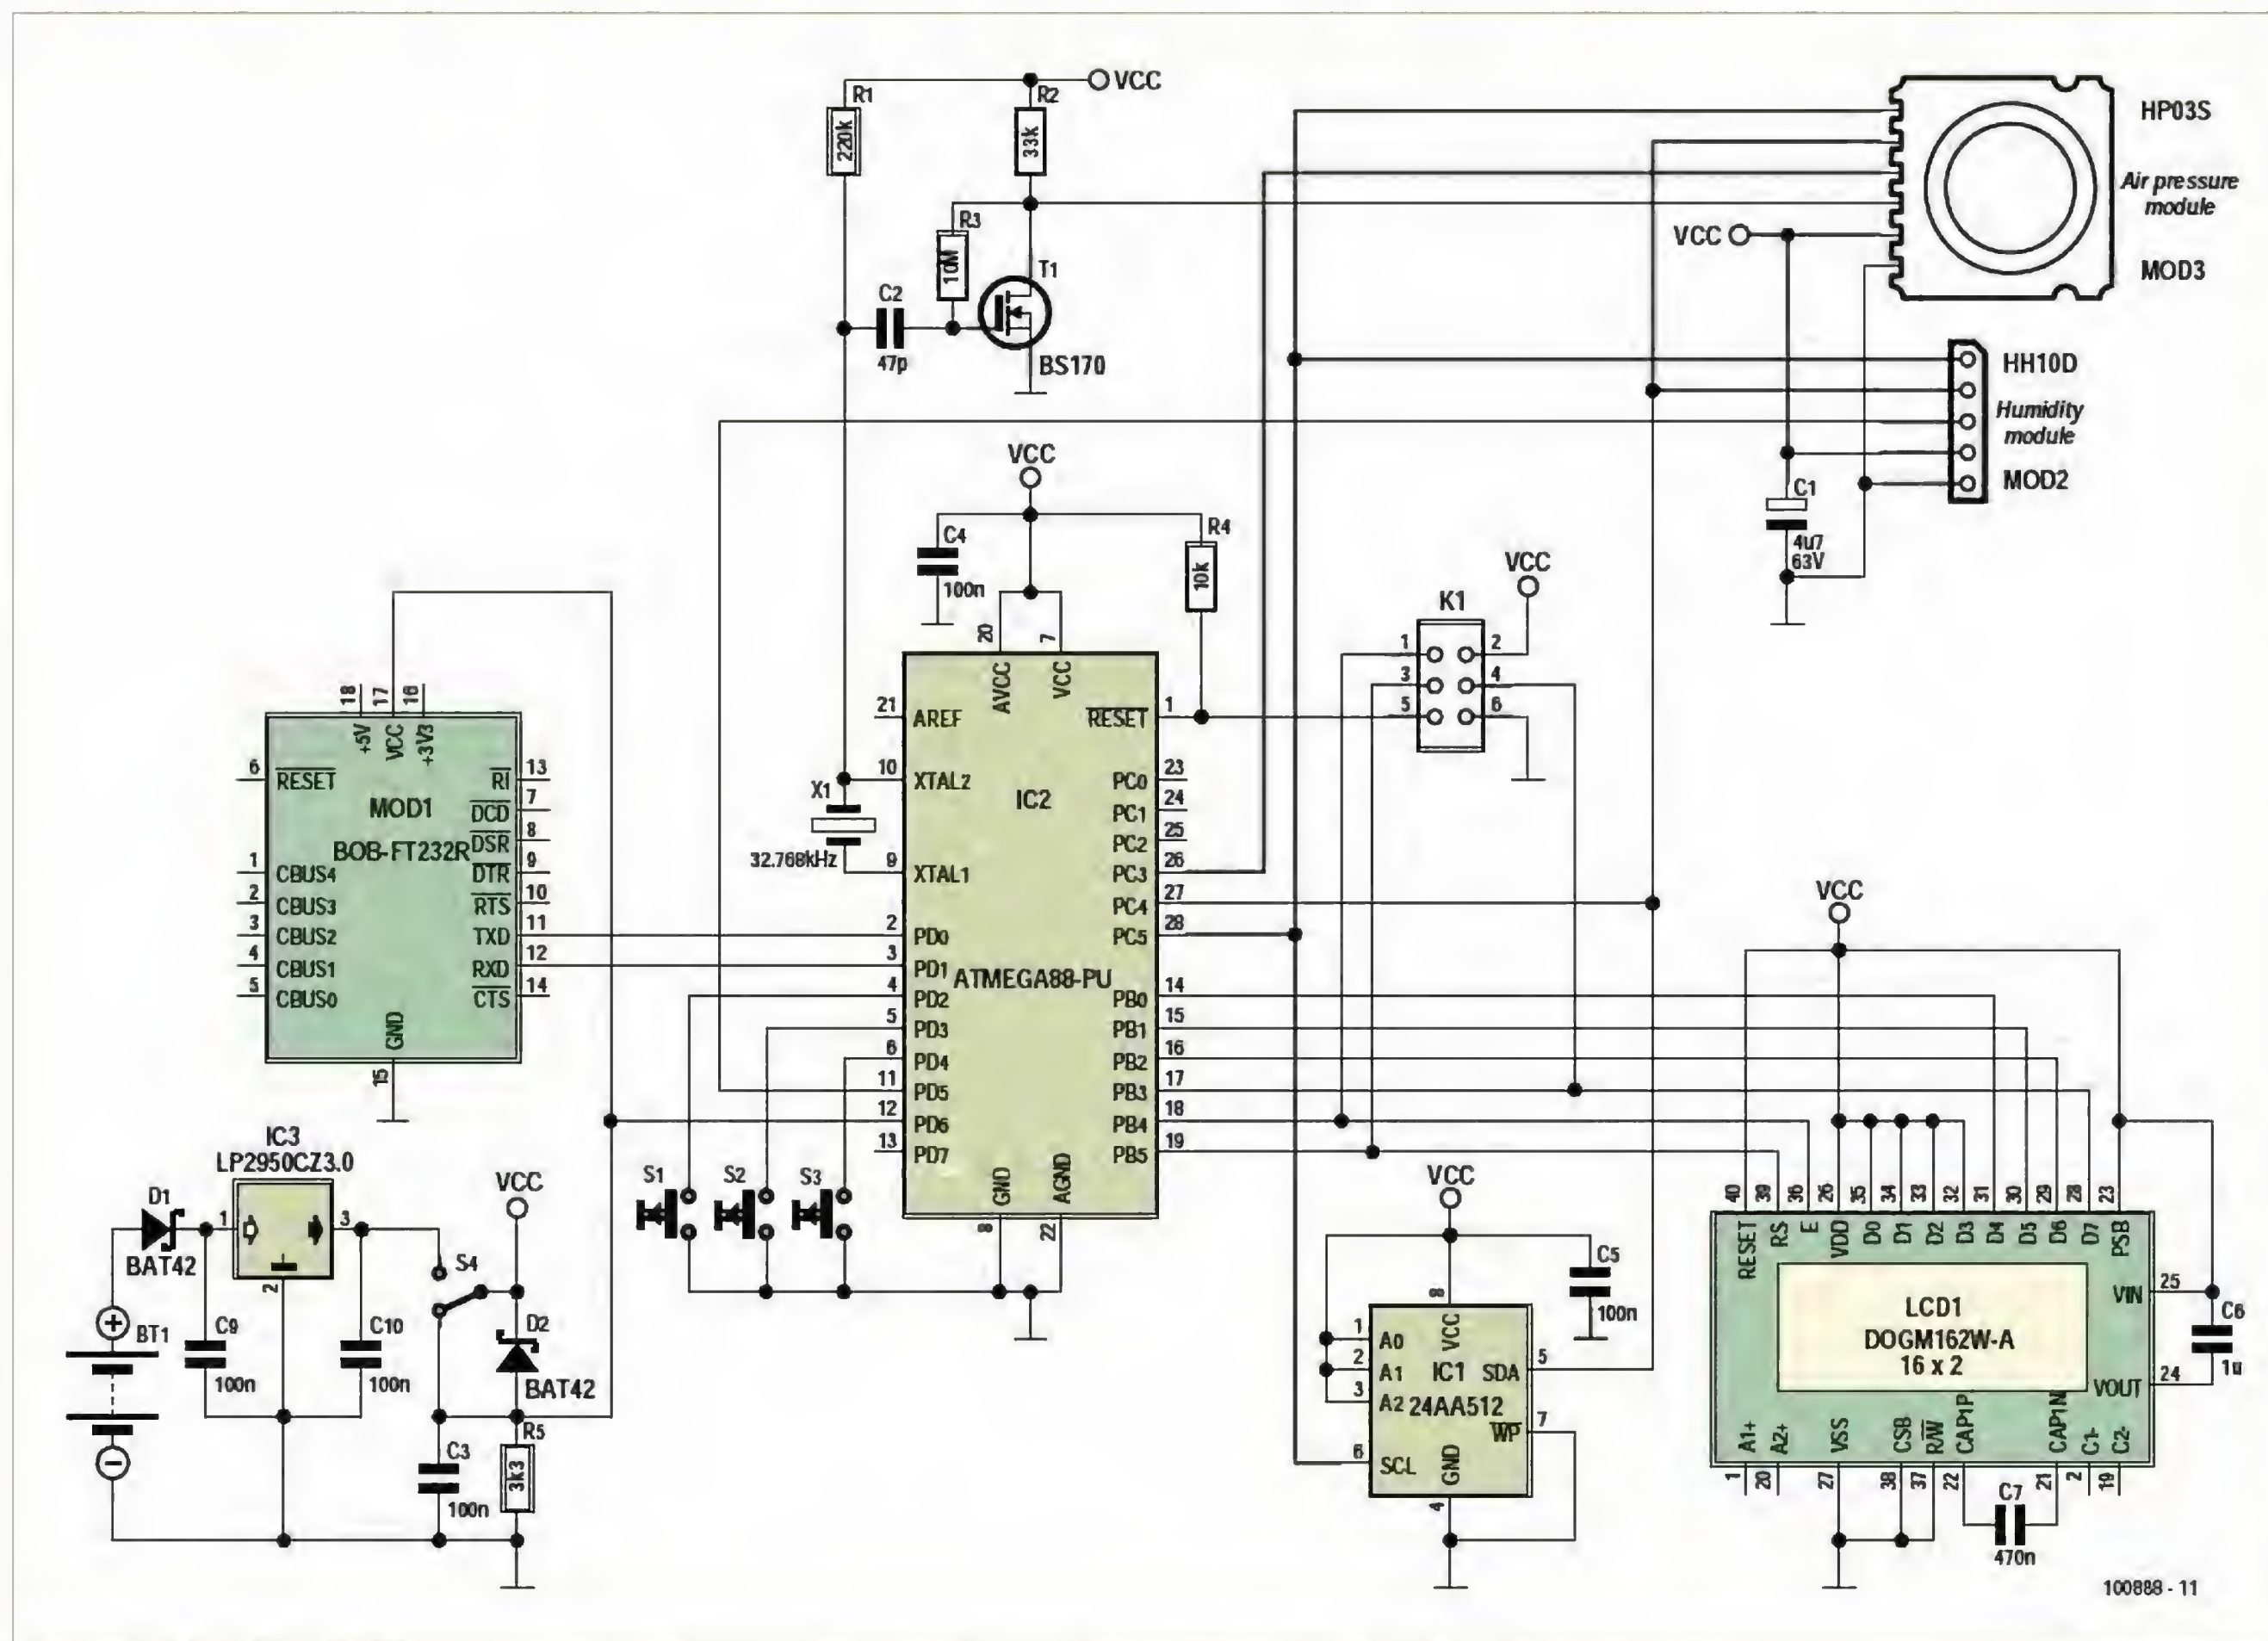 VCC
R1
220k
R2
33k
R3
10M
T1
C2
47p
BS170
HP03S
Air pressure
module
VCC
MOD3
HH10D
Humidity
module
MOD2
C1
4u7
63V
VCC
C4
100n
R4
10k
VCC
K1
1
2
3
4
5
6
18
17
16
+5V
VCC
+3V3
6
RESET
MOD1
BOB-FT232R
1
CBUS4
2
CBUS3
3
CBUS2
4
CBUS1
5
CBUS0
RI
13
DCD
7
DSR
8
DTR
9
RTS
10
TXD
11
RXD
12
CTS
14
GND
15
X1
32.768kHz
20
7
AVCC
VCC
21
AREF
10
XTAL2
9
XTAL1
2
PD0
3
PD1
4
PD2
5
PD3
6
PD4
11
PD5
12
PD6
13
PD7
IC2
ATMEGA88-PU
RESET
1
PC0
23
PC1
24
PC2
25
PC3
26
PC4
27
PC5
28
PB0
14
PB1
15
PB2
16
PB3
17
PB4
18
PB5
19
GND
AGND
8
22
S1
S2
S3
IC3
LP2950CZ3.0
D1
BAT42
1
3
2
BT1
C9
100n
C10
100n
S4
VCC
D2
BAT42
C3
100n
R5
3k3
VCC
C5
100n
8
VCC
1
A0
2
A1
3
A2
IC1
24AA512
SDA
5
WP
7
6
SCL
GND
4
VCC
40
39
36
26
35
34
33
32
31
30
29
28
23
RESET
RS
E
VDD
D0
D1
D2
D3
D4
D5
D6
D7
PSB
LCD1
DOGM162W-A
16 x 2
VIN
25
VOUT
24
C6
1u
A1+
A2+
VSS
CSB
R/W
CAP1P
CAP1N
C1-
C2-
1
20
27
38
37
22
21
2
19
C7
470n
100888 - 11